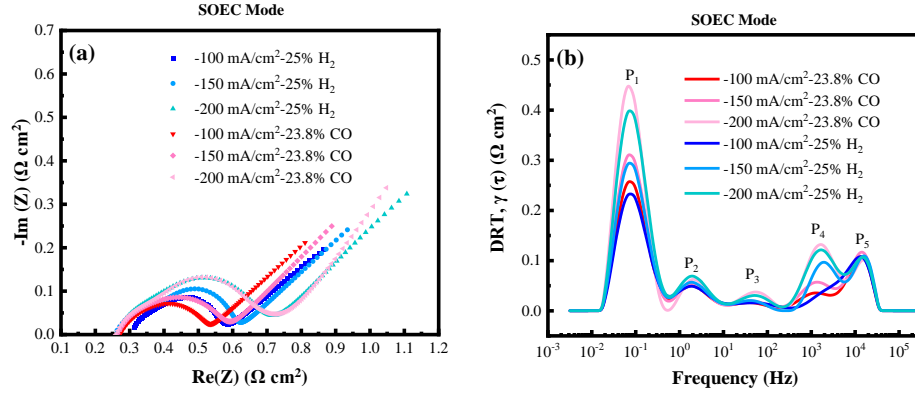 SOEC Mode
(a)
-100 mA/cm²-25% H₂
-150 mA/cm²-25% H₂
-200 mA/cm²-25% H₂
-100 mA/cm²-23.8% CO
-150 mA/cm²-23.8% CO
-200 mA/cm²-23.8% CO
-Im (Z) (Ω cm²)
0.7
0.6
0.5
0.4
0.3
0.2
0.1
0.0
0.1 0.2 0.3 0.4 0.5 0.6 0.7 0.8 0.9 1.0 1.1 1.2
Re(Z) (Ω cm²)
SOEC Mode
(b)
-100 mA/cm²-23.8% CO
-150 mA/cm²-23.8% CO
-200 mA/cm²-23.8% CO
-100 mA/cm²-25% H₂
-150 mA/cm²-25% H₂
-200 mA/cm²-25% H₂
P₁
P₂
P₃
P₄
P₅
DRT, γ (τ) (Ω cm²)
0.5
0.4
0.3
0.2
0.1
0.0
10⁻³ 10⁻² 10⁻¹ 10⁰ 10¹ 10² 10³ 10⁴ 10⁵
Frequency (Hz)